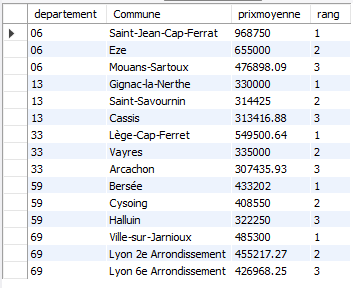 departement Commune prixmoyenne rang
06 Saint-Jean-Cap-Ferrat 968750 1
06 Eze 655000 2
06 Mouans-Sartoux 476898.09 3
13 Gignac-la-Nerthe 330000 1
13 Saint-Savournin 314425 2
13 Cassis 313416.88 3
33 Lège-Cap-Ferret 549500.64 1
33 Vayres 335000 2
33 Arcachon 307435.93 3
59 Bersée 433202 1
59 Cysoing 408550 2
59 Halluin 322250 3
69 Ville-sur-Jarnioux 485300 1
69 Lyon 2e Arrondissement 455217.27 2
69 Lyon 6e Arrondissement 426968.25 3